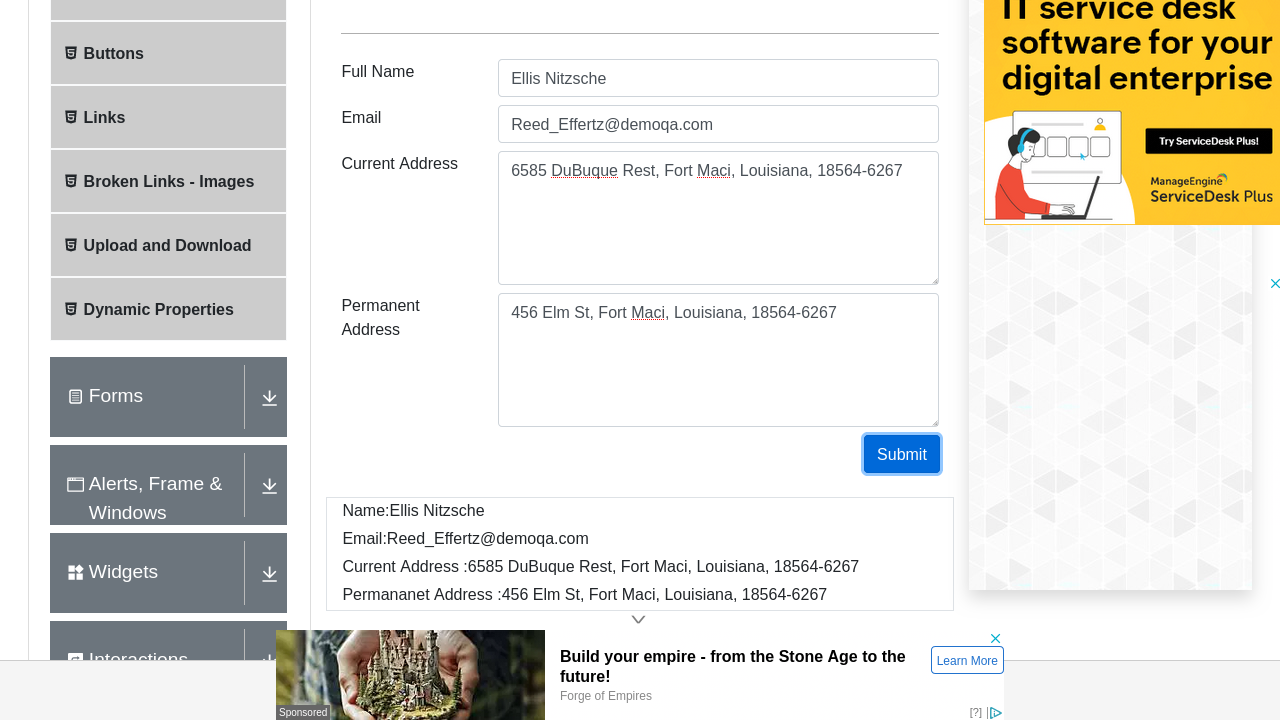 IT service desk
software for your
digital enterprise
Try ServiceDesk Plus!
ManageEngine
ServiceDesk Plus
Buttons
Links
Broken Links - Images
Upload and Download
Dynamic Properties
Forms
Alerts, Frame &
Windows
Widgets
Interactions
Full Name
Ellis Nitzsche
Email
Reed_Effertz@demoqa.com
Current Address
6585 DuBuque Rest, Fort Maci, Louisiana, 18564-6267
Permanent
Address
456 Elm St, Fort Maci, Louisiana, 18564-6267
Submit
Name:Ellis Nitzsche
Email:Reed_Effertz@demoqa.com
Current Address :6585 DuBuque Rest, Fort Maci, Louisiana, 18564-6267
Permananet Address :456 Elm St, Fort Maci, Louisiana, 18564-6267
Build your empire - from the Stone Age to the
future!
Forge of Empires
Learn More
Sponsored
[?]